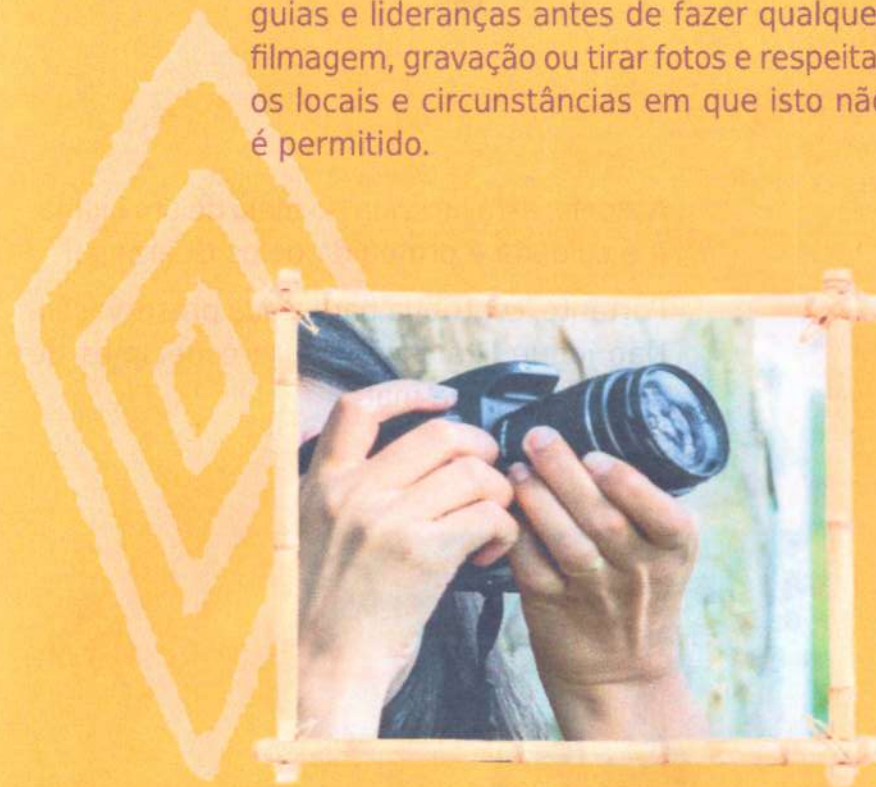 guias e lideranças antes de fazer qualque
filmagem, gravação ou tirar fotos e respeita
os locais e circunstâncias em que isto nã
é permitido.